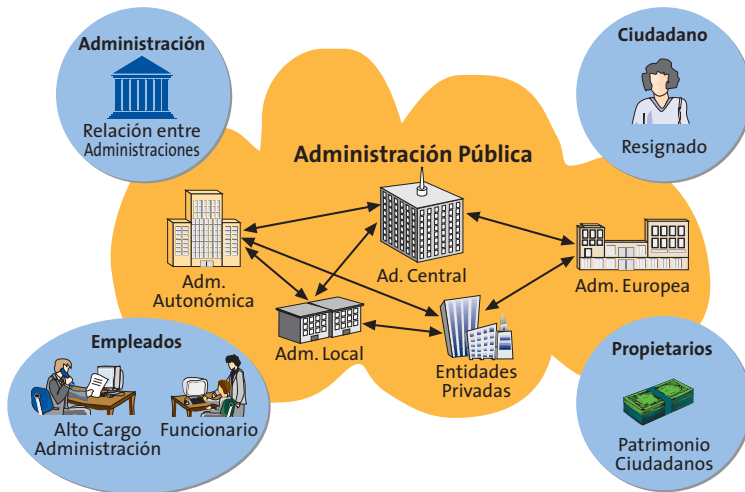 Administración
Relación entre
Administraciones
Ciudadano
Resignado
Administración Pública
Adm.
Autonómica
Ad. Central
Adm. Europea
Adm. Local
Entidades
Privadas
Empleados
Alto Cargo
Administración
Funcionario
Propietarios
Patrimonio
Ciudadanos